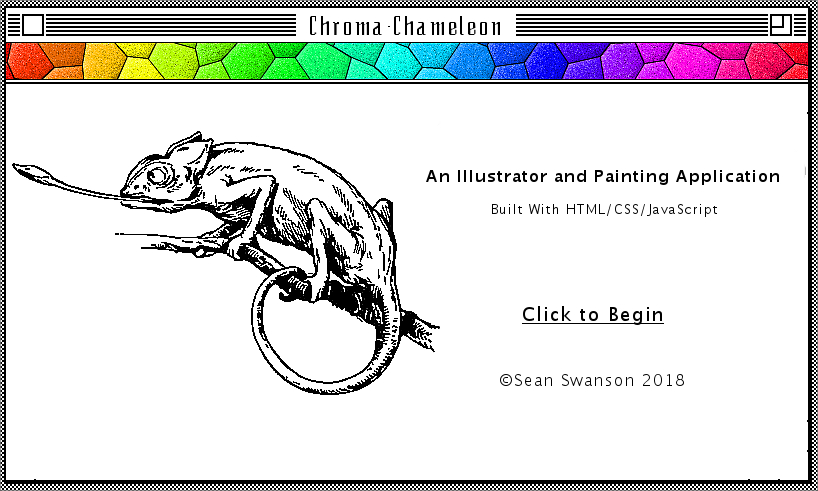 Chroma·Chameleon
An Illustrator and Painting Application
Built With HTML/CSS/JavaScript
Click to Begin
©Sean Swanson 2018